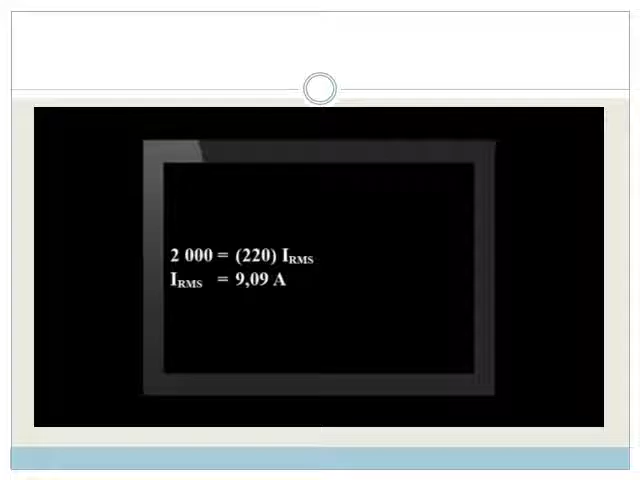 2 000 = (220) IRMS
IRMS = 9,09 A